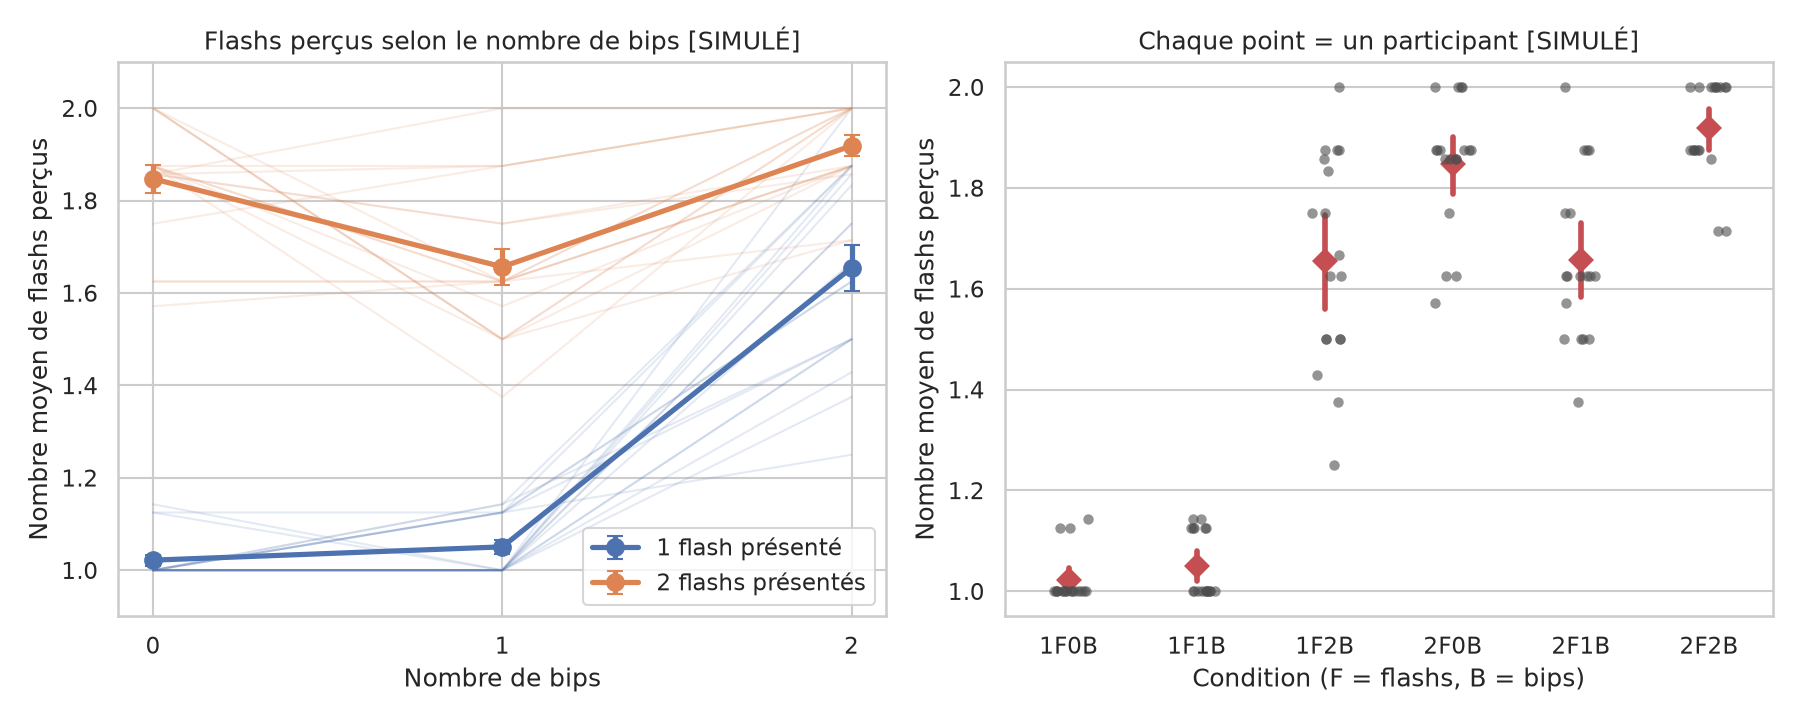 Flashs perçus selon le nombre de bips [SIMULÉ]
Nombre moyen de flashs perçus
2.0
1.8
1.6
1.4
1.2
1.0
1 flash présenté
2 flashs présentés
0 1 2
Nombre de bips
Chaque point = un participant [SIMULÉ]
Nombre moyen de flashs perçus
2.0
1.8
1.6
1.4
1.2
1.0
1F0B 1F1B 1F2B 2F0B 2F1B 2F2B
Condition (F = flashs, B = bips)